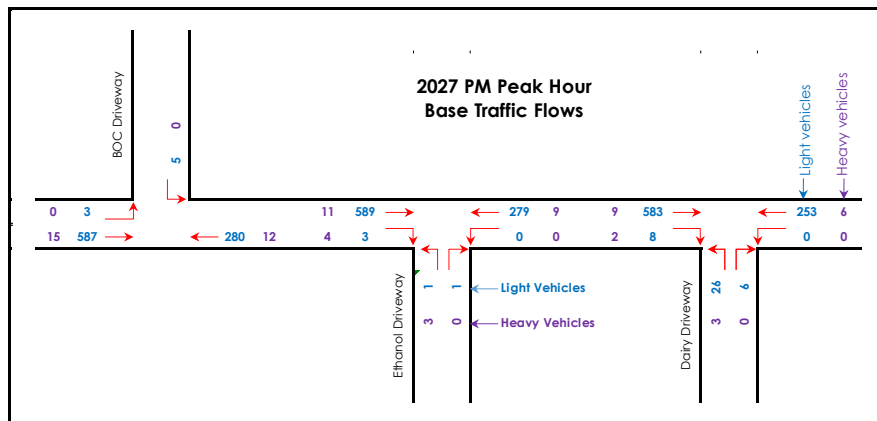 2027 PM Peak Hour
Base Traffic Flows
BOC Driveway
5 0
Light vehicles
Heavy vehicles
0 3 11 589 279 9 9 583 253 6
15 587 280 12 4 3 0 0 2 8 0 0
Ethanol Driveway
1 1 Light Vehicles
3 0 Heavy Vehicles
Dairy Driveway
26 6
3 0